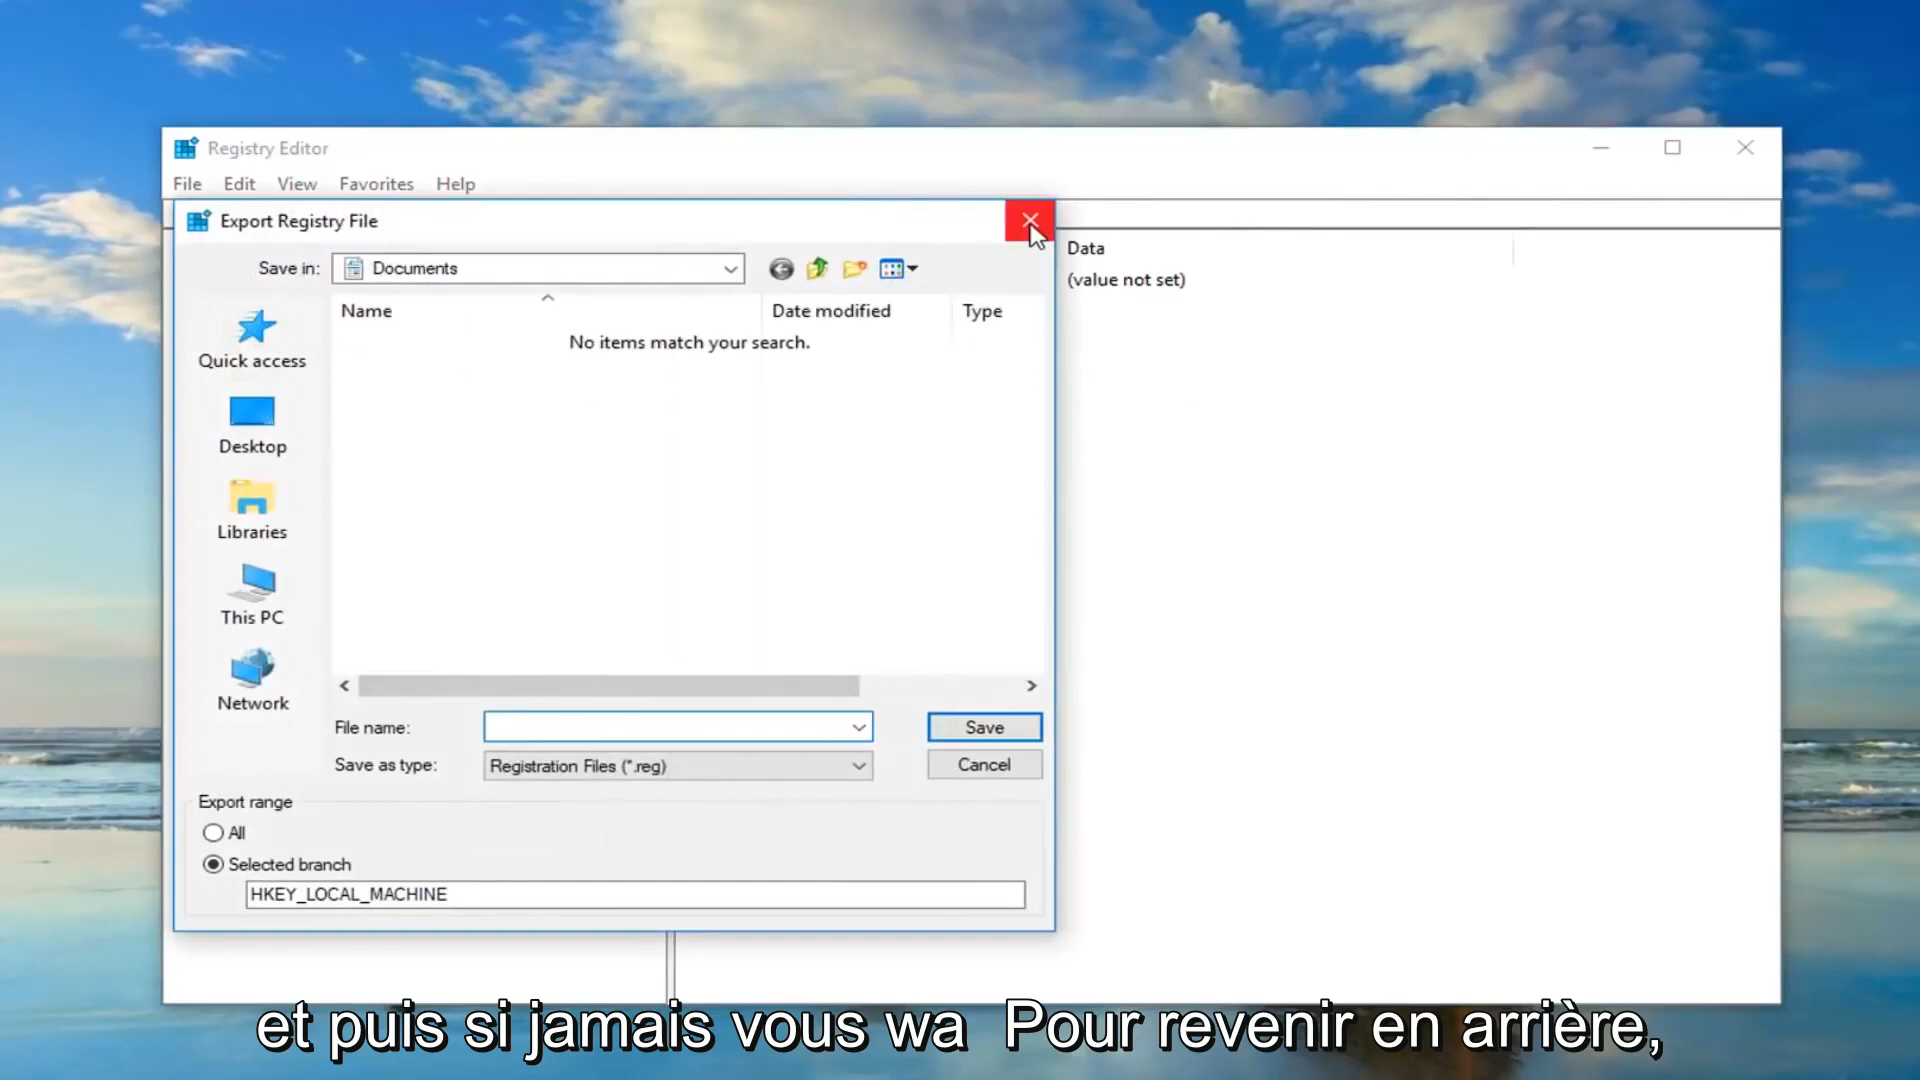 Registry Editor
File Edit View Favorites Help
Export Registry File
Save in: Documents
Data
(value not set)
Name Date modified Type
No items match your search.
Quick access
Desktop
Libraries
This PC
Network
File name: Save
Save as type: Registration Files (*.reg) Cancel
Export range
All
Selected branch
HKEY_LOCAL_MACHINE
et puis si jamais vous wa Pour revenir en arrière,